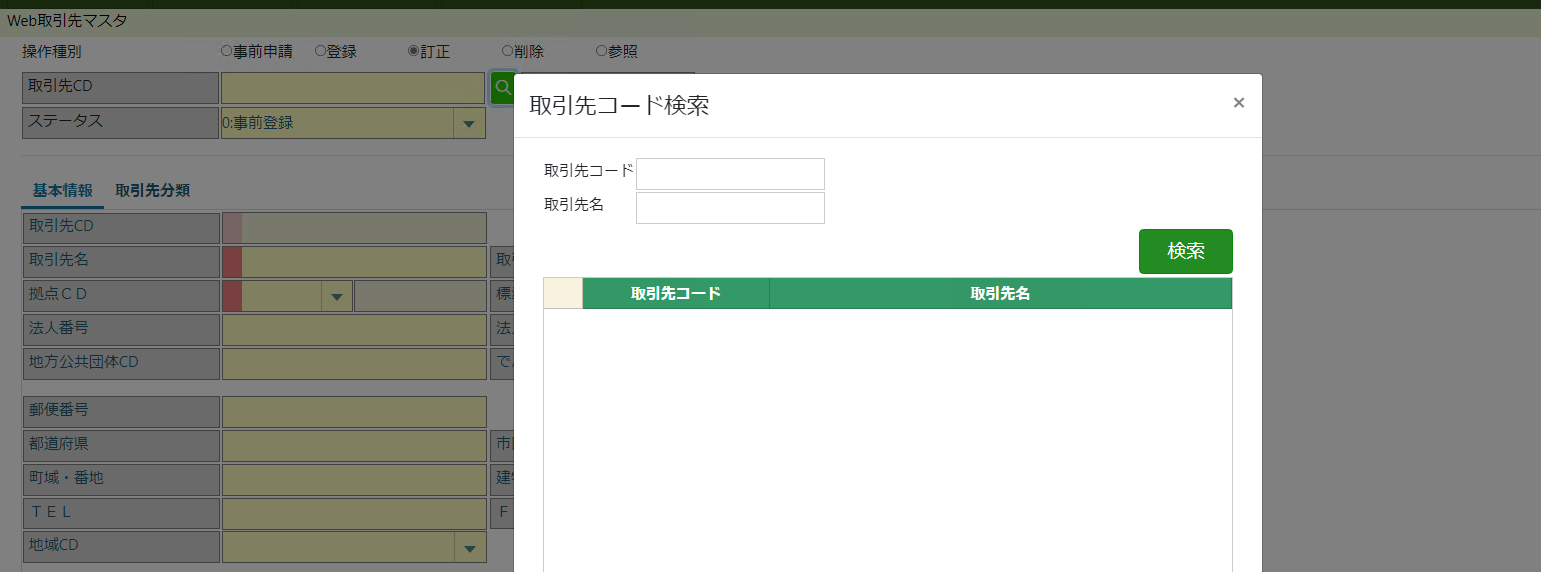 Web取引先マスタ
操作種別 事前申請 登録 訂正 削除 参照
取引先CD
ステータス 0:事前登録
基本情報 取引先分類
取引先CD
取引先名
拠点ＣＤ
法人番号
地方公共団体CD
郵便番号
都道府県
町域・番地
ＴＥＬ
地域CD
取引先コード検索 ×
取引先コード
取引先名
検索
取引先コード 取引先名